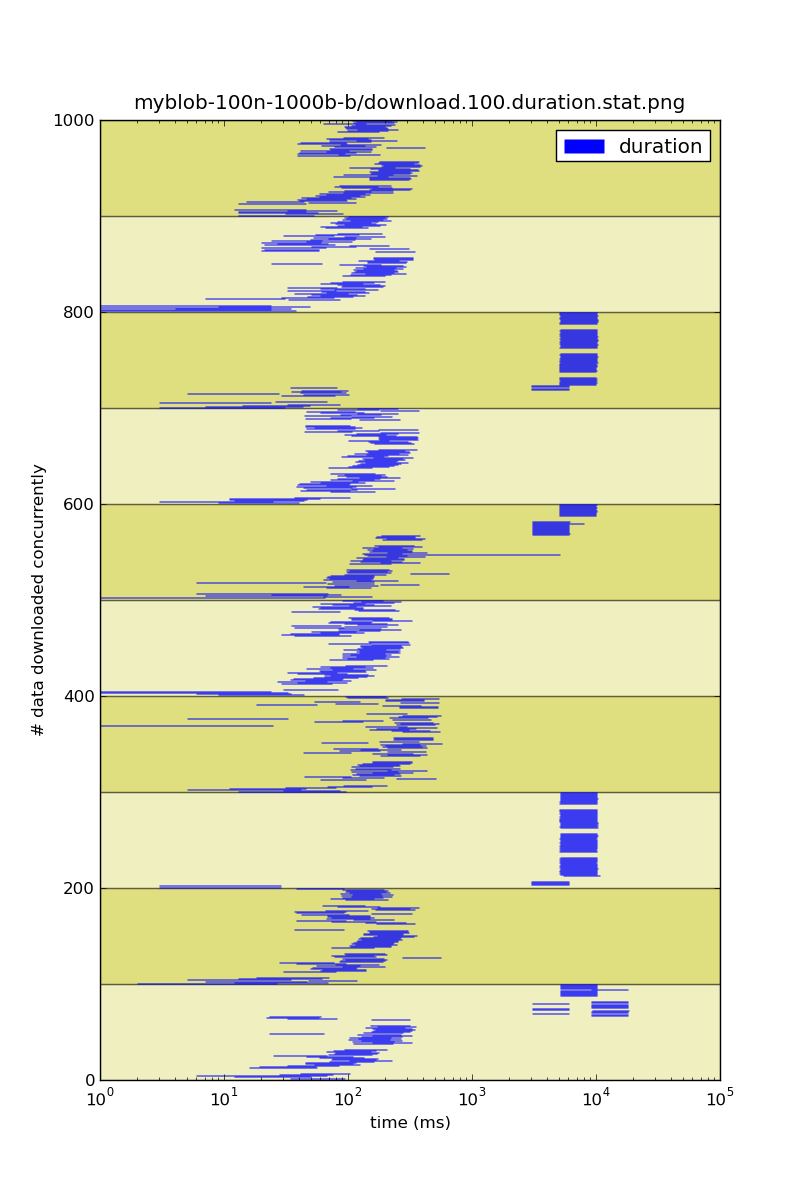 myblob-100n-1000b-b/download.100.duration.stat.png
duration
1000
800
600
400
200
0
# data downloaded concurrently
10^0 10^1 10^2 10^3 10^4 10^5
time (ms)